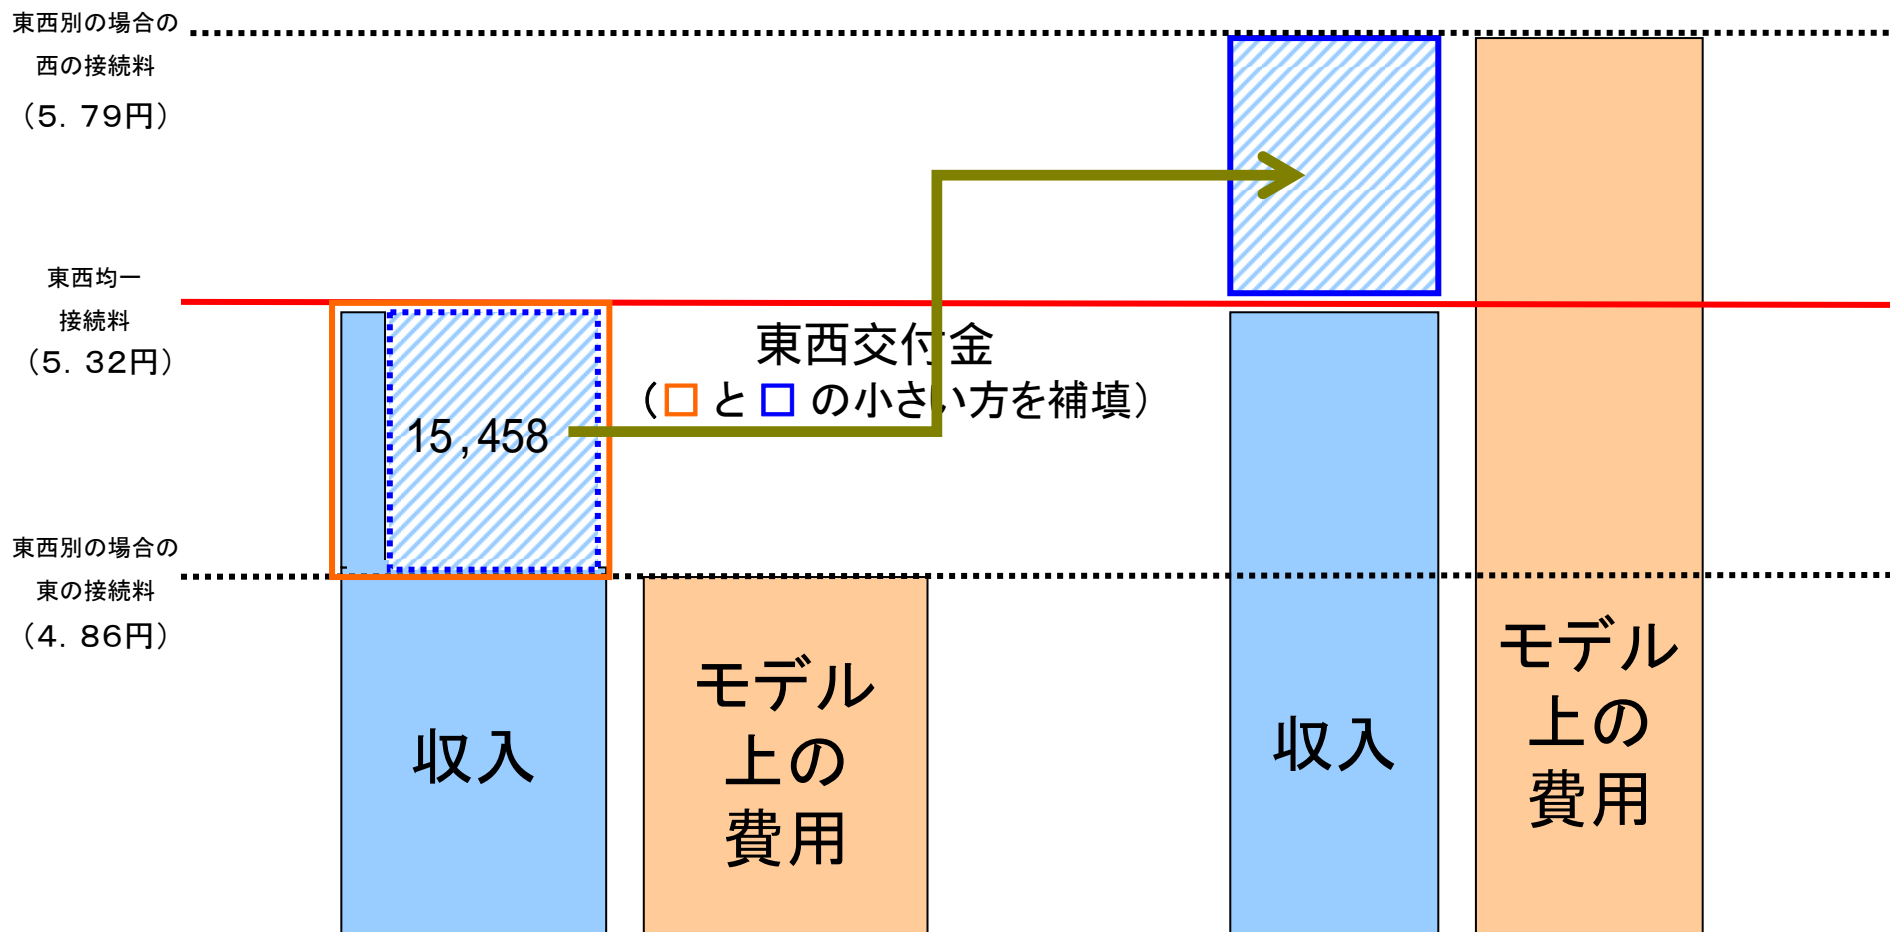 東西別の場合の
西の接続料
（5．79円）
東西均一
接続料
（5．32円）
東西別の場合の
東の接続料
（4．86円）
東西交付金
（□ と □ の小さい方を補填）
15,458
収入
モデル
上の
費用
収入
モデル
上の
費用